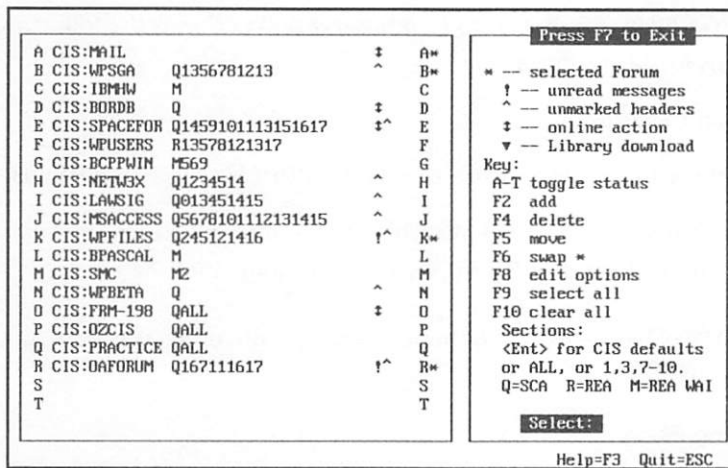 Press F7 to Exit
A CIS:MAIL ↕ A*
B CIS:WPSGA Q1356781213 ^ B*
C CIS:IBMHW M C
D CIS:BORDB Q ↕ D
E CIS:SPACEFOR Q14591011113151617 ↕^ E
F CIS:WPUSERS R13578121317 F
G CIS:BCPPWIN M569 G
H CIS:NETW3X Q1234514 ^ H
I CIS:LAWSIG Q013451415 ^ I
J CIS:MSACCESS Q5678101112131415 ^ J
K CIS:WPFILES Q245121416 !^ K*
L CIS:BPASCAL M L
M CIS:SMC M2 M
N CIS:WPBETA Q ^ N
O CIS:FRM-198 QALL ↕ O
P CIS:OZCIS QALL P
Q CIS:PRACTICE QALL Q
R CIS:OAFORUM Q167111617 !^ R*
S S
T T
* -- selected Forum
! -- unread messages
^ -- unmarked headers
↕ -- online action
▼ -- Library download
Key:
A-T toggle status
F2 add
F4 delete
F5 move
F6 swap *
F8 edit options
F9 select all
F10 clear all
Sections:
<Ent> for CIS defaults
or ALL, or 1,3,7-10.
Q=SCA R=REA M=REA WAI
Select:
Help=F3 Quit=ESC